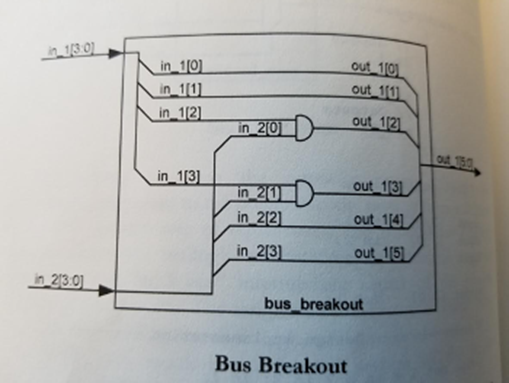 in_1[3:0]
in_1[0] out_1[0]
in_1[1] out_1[1]
in_1[2] out_1[2]
in_2[0]
out_1[5:0]
in_1[3] out_1[3]
in_2[1]
in_2[2] out_1[4]
in_2[3] out_1[5]
in_2[3:0]
bus_breakout
Bus Breakout